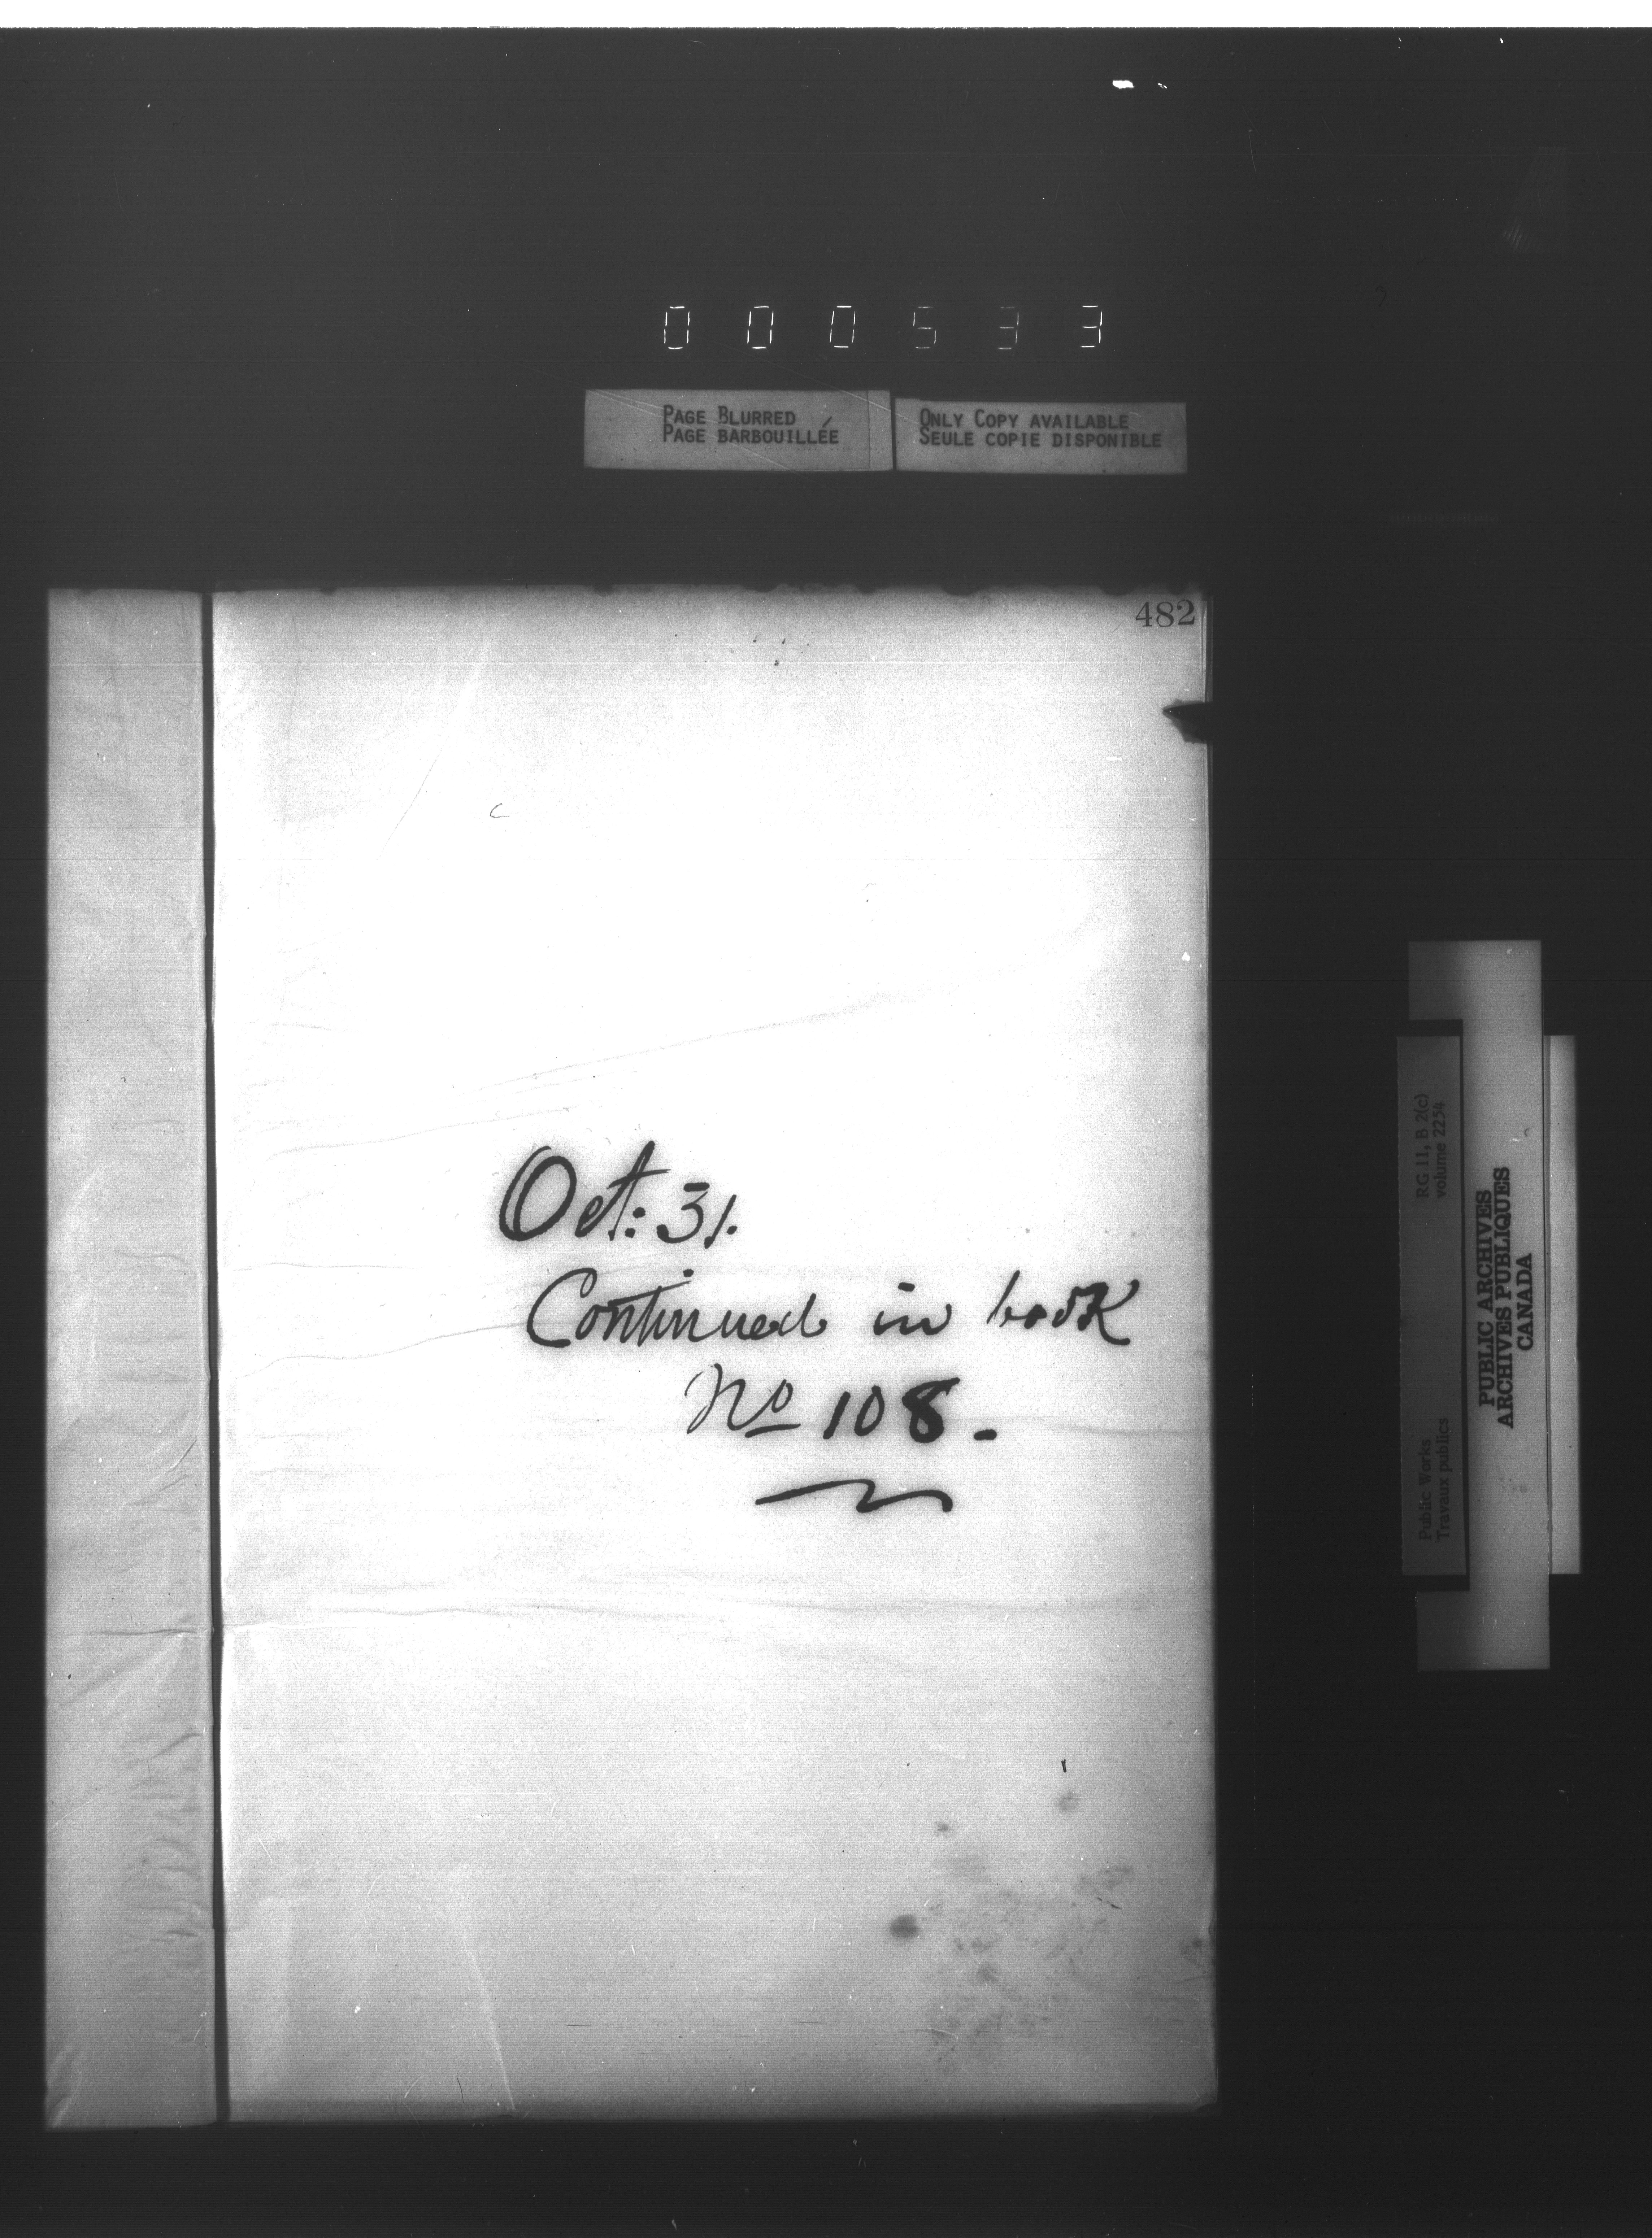 000533
PAGE BLURRED
PAGE BARBOUILLÉE
ONLY COPY AVAILABLE
SEULE COPIE DISPONIBLE
482
Oct: 31.
Continued in book
No 108.
RG 11, B 2(c)
volume 2254
Public Works
Travaux publics
PUBLIC ARCHIVES
ARCHIVES PUBLIQUES
CANADA